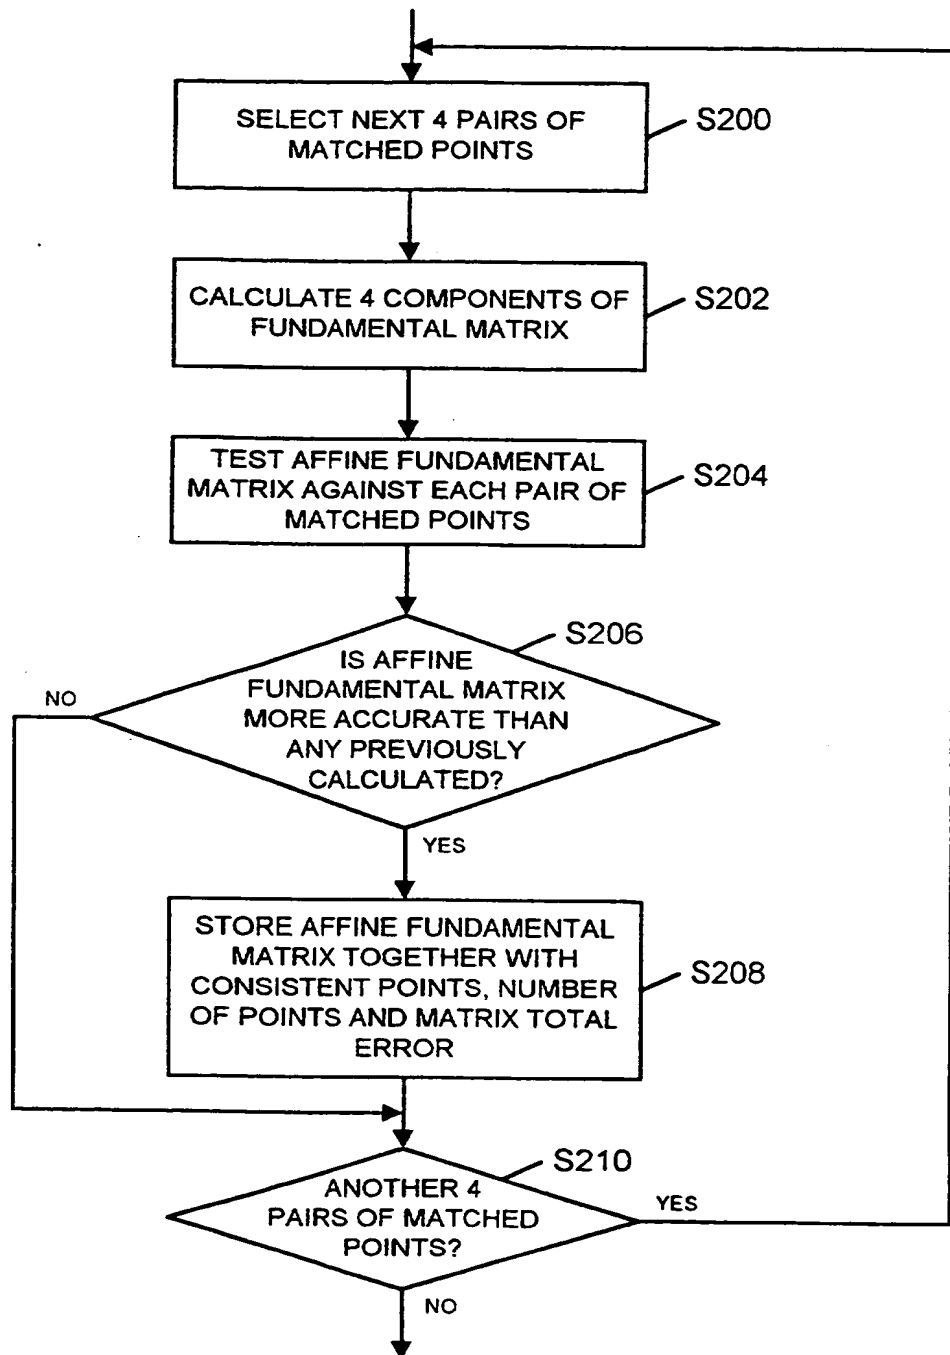 SELECT NEXT 4 PAIRS OF
MATCHED POINTS
S200
CALCULATE 4 COMPONENTS OF
FUNDAMENTAL MATRIX
S202
TEST AFFINE FUNDAMENTAL
MATRIX AGAINST EACH PAIR OF
MATCHED POINTS
S204
S206
IS AFFINE
FUNDAMENTAL MATRIX
MORE ACCURATE THAN
ANY PREVIOUSLY
CALCULATED?
NO
YES
STORE AFFINE FUNDAMENTAL
MATRIX TOGETHER WITH
CONSISTENT POINTS, NUMBER
OF POINTS AND MATRIX TOTAL
ERROR
S208
S210
ANOTHER 4
PAIRS OF MATCHED
POINTS?
YES
NO